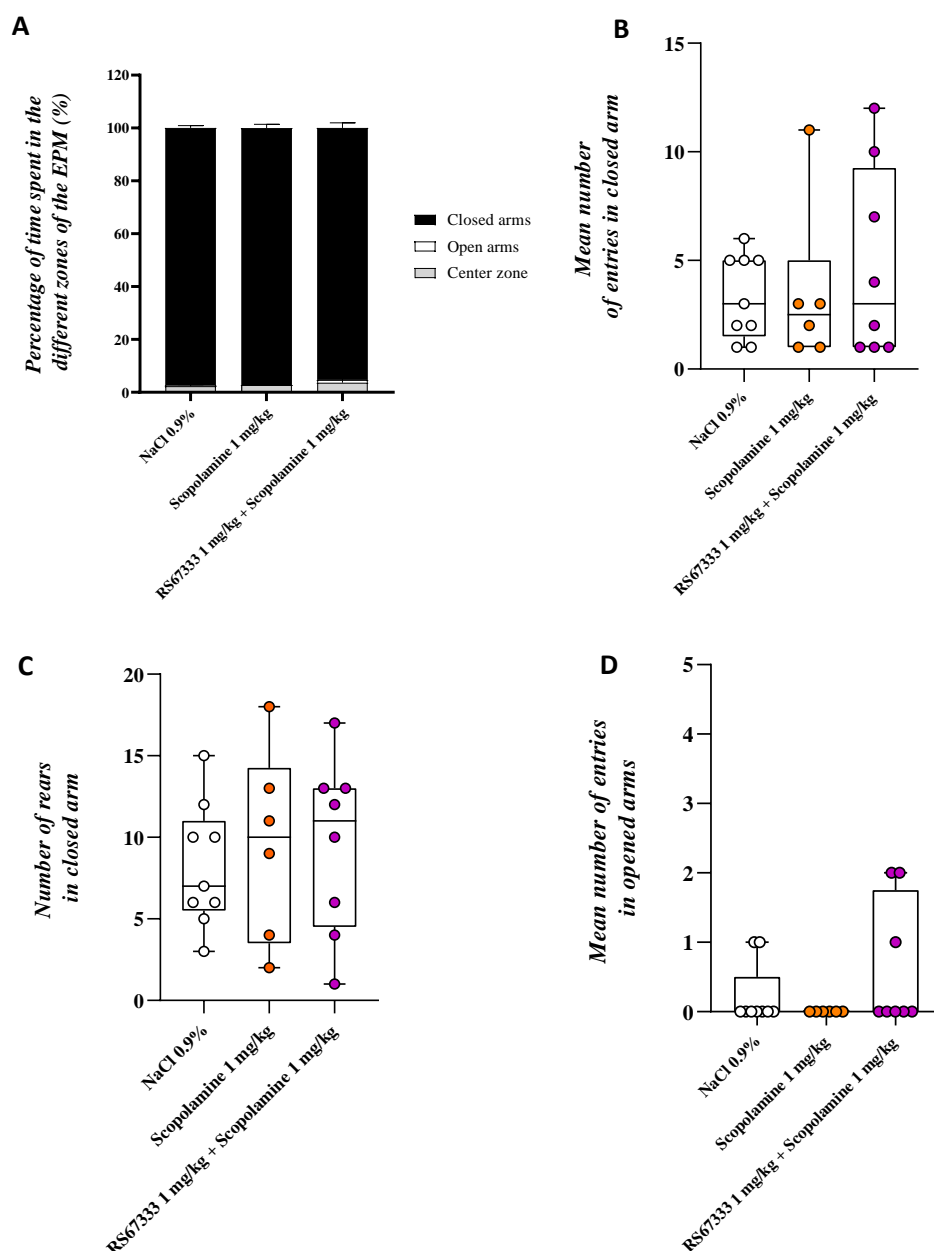 A
Percentage of time spent in the
different zones of the EPM (%)
120
100
80
60
40
20
0
NaCl 0.9%
Scopolamine 1 mg/kg
RS67333 1 mg/kg + Scopolamine 1 mg/kg
Closed arms
Open arms
Center zone
B
Mean number
of entries in closed arm
15
10
5
0
NaCl 0.9%
Scopolamine 1 mg/kg
RS67333 1 mg/kg + Scopolamine 1 mg/kg
C
Number of rears
in closed arm
20
15
10
5
0
NaCl 0.9%
Scopolamine 1 mg/kg
RS67333 1 mg/kg + Scopolamine 1 mg/kg
D
Mean number of entries
in opened arms
5
4
3
2
1
0
NaCl 0.9%
Scopolamine 1 mg/kg
RS67333 1 mg/kg + Scopolamine 1 mg/kg